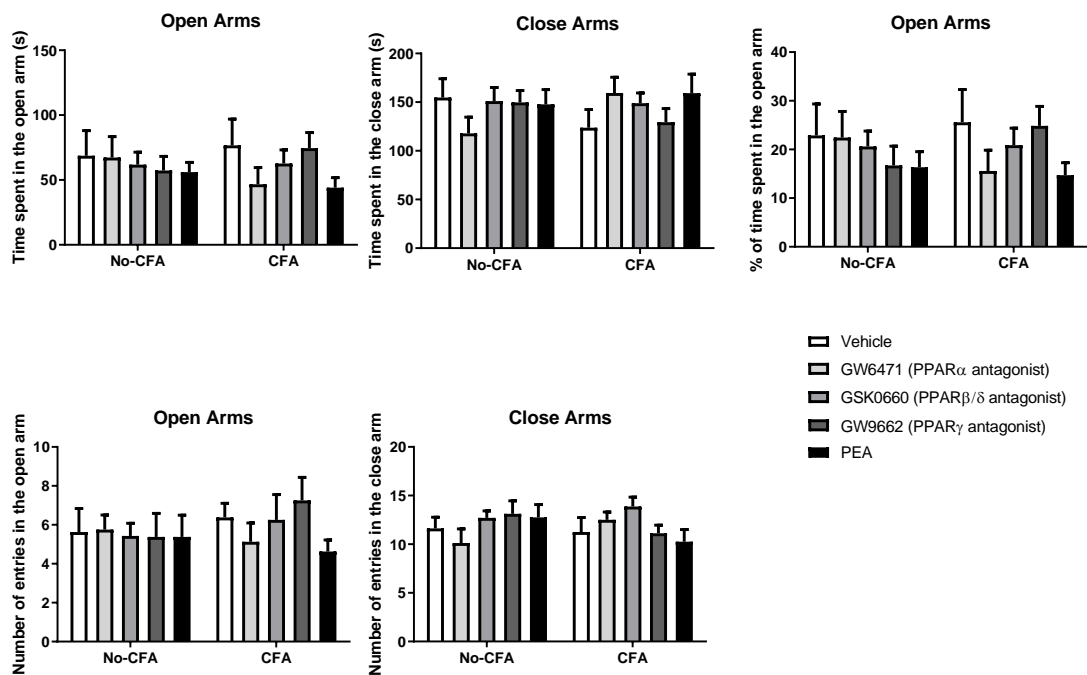 Open Arms
Time spent in the open arm (s)
150
100
50
0
No-CFA
CFA
Close Arms
Time spent in the close arm (s)
200
150
100
50
0
No-CFA
CFA
Open Arms
% of time spent in the open arm
40
30
20
10
0
No-CFA
CFA
Vehicle
GW6471 (PPARα antagonist)
GSK0660 (PPARβ/δ antagonist)
GW9662 (PPARγ antagonist)
PEA
Open Arms
Number of entries in the open arm
10
8
6
4
2
0
No-CFA
CFA
Close Arms
Number of entries in the close arm
20
15
10
5
0
No-CFA
CFA